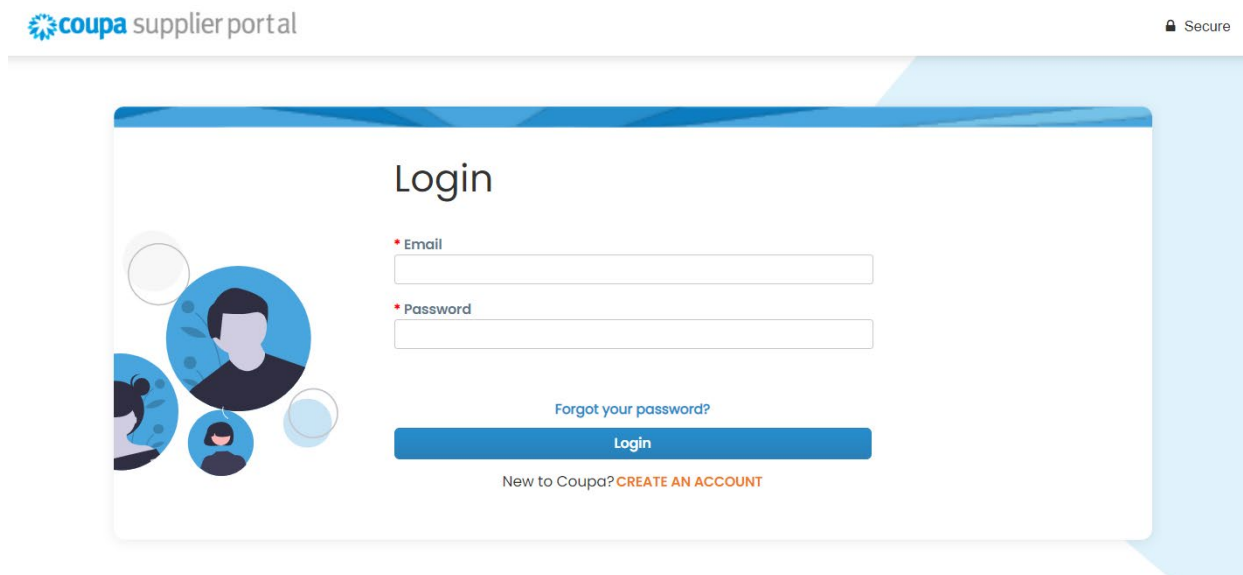 coupa supplier portal
Secure
Login
* Email
* Password
Forgot your password?
Login
New to Coupa? CREATE AN ACCOUNT